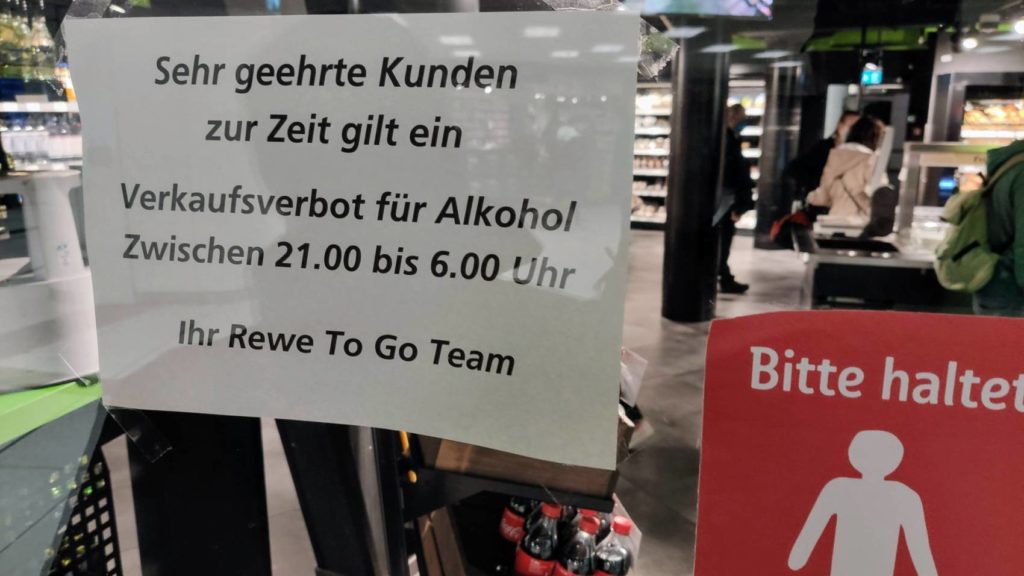 Sehr geehrte Kunden
zur Zeit gilt ein
Verkaufsverbot für Alkohol
Zwischen 21.00 bis 6.00 Uhr
Ihr Rewe To Go Team
Bitte haltet